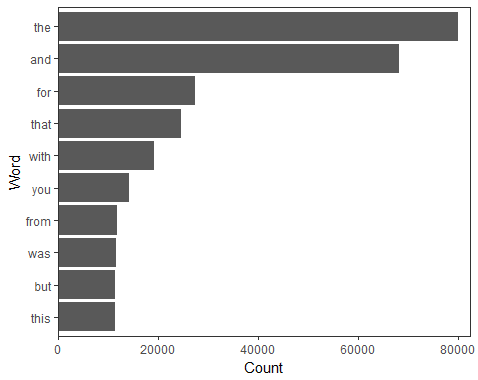 the
and
for
that
with
you
from
was
but
this
Word
0 20000 40000 60000 80000
Count